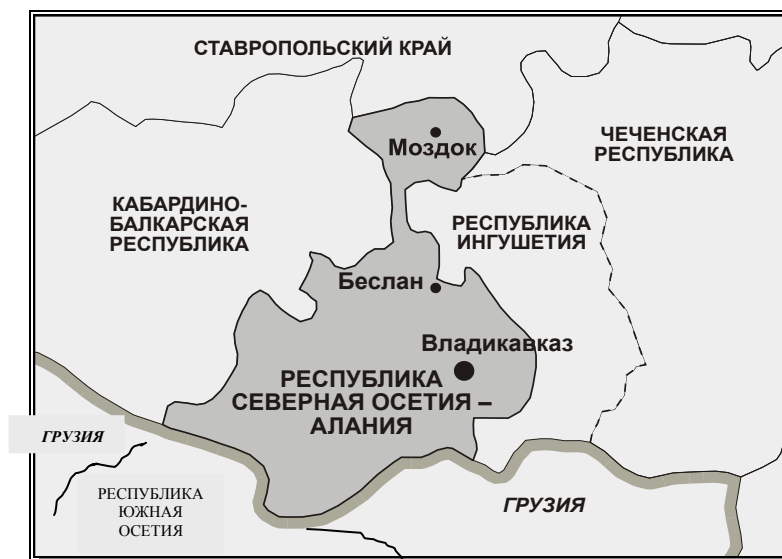 СТАВРОПОЛЬСКИЙ КРАЙ
Моздок
ЧЕЧЕНСКАЯ
РЕСПУБЛИКА
КАБАРДИНО-
БАЛКАРСКАЯ
РЕСПУБЛИКА
РЕСПУБЛИКА
ИНГУШЕТИЯ
Беслан
Владикавказ
РЕСПУБЛИКА
СЕВЕРНАЯ ОСЕТИЯ –
АЛАНИЯ
ГРУЗИЯ
РЕСПУБЛИКА
ЮЖНАЯ
ОСЕТИЯ
ГРУЗИЯ